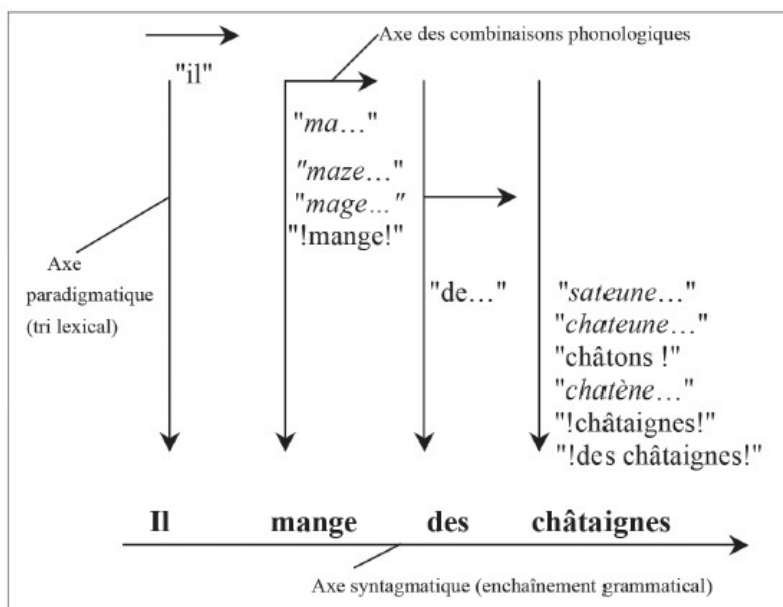 Axe des combinaisons phonologiques
"il"
"ma…"
"maze…"
"mage…"
"!mange!"
Axe
paradigmatique
(tri lexical)
"de…"
"sateune…"
"chateune…"
"châtons !"
"chatène…"
"!châtaignes!"
"!des châtaignes!"
Il mange des châtaignes
Axe syntagmatique (enchaînement grammatical)